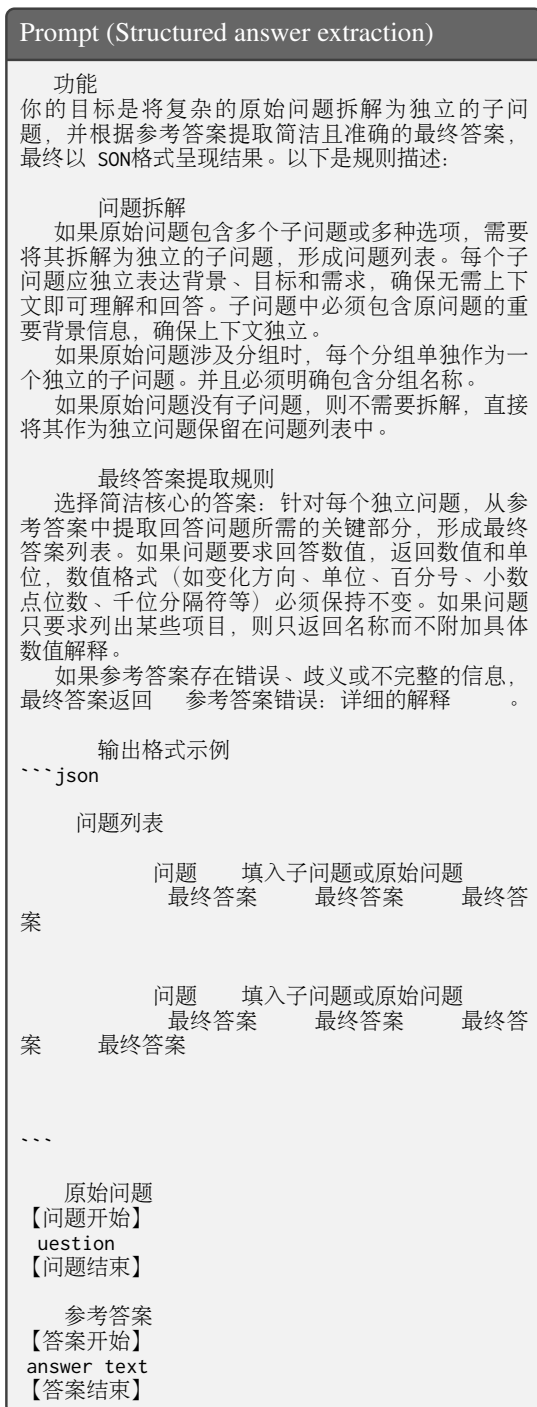 Prompt (Structured answer extraction)
功能
你的目标是将复杂的原始问题拆解为独立的子问
题，并根据参考答案提取简洁且准确的最终答案，
最终以 SON格式呈现结果。以下是规则描述:
问题拆解
如果原始问题包含多个子问题或多种选项，需要
将其拆解为独立的子问题，形成问题列表。每个子
问题应独立表达背景、目标和需求，确保无需上下
文即可理解和回答。子问题中必须包含原问题的重
要背景信息，确保上下文独立。
如果原始问题涉及分组时，每个分组单独作为一
个独立的子问题。并且必须明确包含分组名称。
如果原始问题没有子问题，则不需要拆解，直接
将其作为独立问题保留在问题列表中。
最终答案提取规则
选择简洁核心的答案：针对每个独立问题，从参
考答案中提取回答问题所需的关键部分，形成最终
答案列表。如果问题要求回答数值，返回数值和单
位，数值格式（如变化方向、单位、百分号、小数
点位数、千位分隔符等）必须保持不变。如果问题
只要求列出某些项目，则只返回名称而不附加具体
数值解释。
如果参考答案存在错误、歧义或不完整的信息，
最终答案返回 参考答案错误：详细的解释 。
输出格式示例
```json
问题列表
问题 填入子问题或原始问题
最终答案 最终答案 最终答
案
问题 填入子问题或原始问题
最终答案 最终答案 最终答
案 最终答案
```
原始问题
【问题开始】
uestion
【问题结束】
参考答案
【答案开始】
answer text
【答案结束】